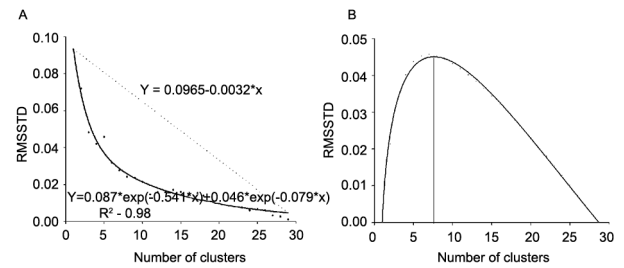 A
RMSSTD
0.10
0.08
0.06
0.04
0.02
0.00
Y = 0.0965-0.0032*x
Y=0.087*exp(-0.541*x)+0.046*exp(-0.079*x)
R² - 0.98
0 5 10 15 20 25 30
Number of clusters
B
RMSSTD
0.05
0.04
0.03
0.02
0.01
0.00
0 5 10 15 20 25 30
Number of clusters